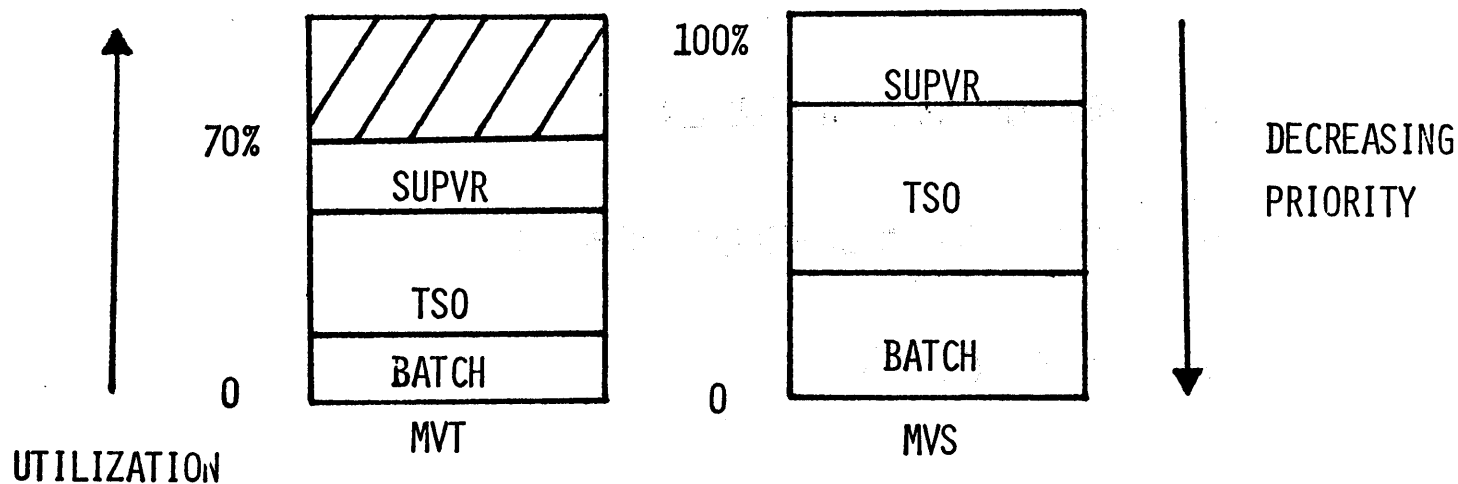 100%
SUPVR
70%
SUPVR
TSO
DECREASING
PRIORITY
TSO
BATCH
BATCH
0
0
MVT
MVS
UTILIZATION